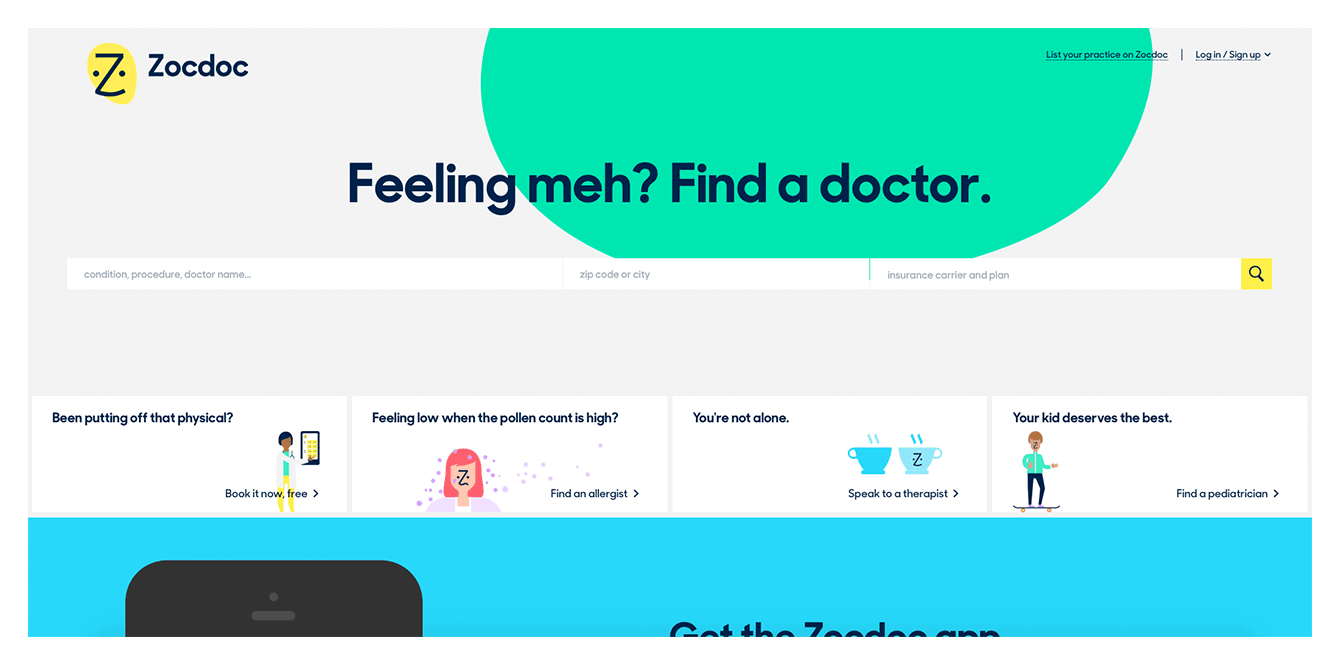 Zocdoc
List your practice on Zocdoc | Log in / Sign up
Feeling meh? Find a doctor.
condition, procedure, doctor name...
zip code or city
insurance carrier and plan
Been putting off that physical?
Book it now, free
Feeling low when the pollen count is high?
Find an allergist
You're not alone.
Speak to a therapist
Your kid deserves the best.
Find a pediatrician
Get the Zocdoc app